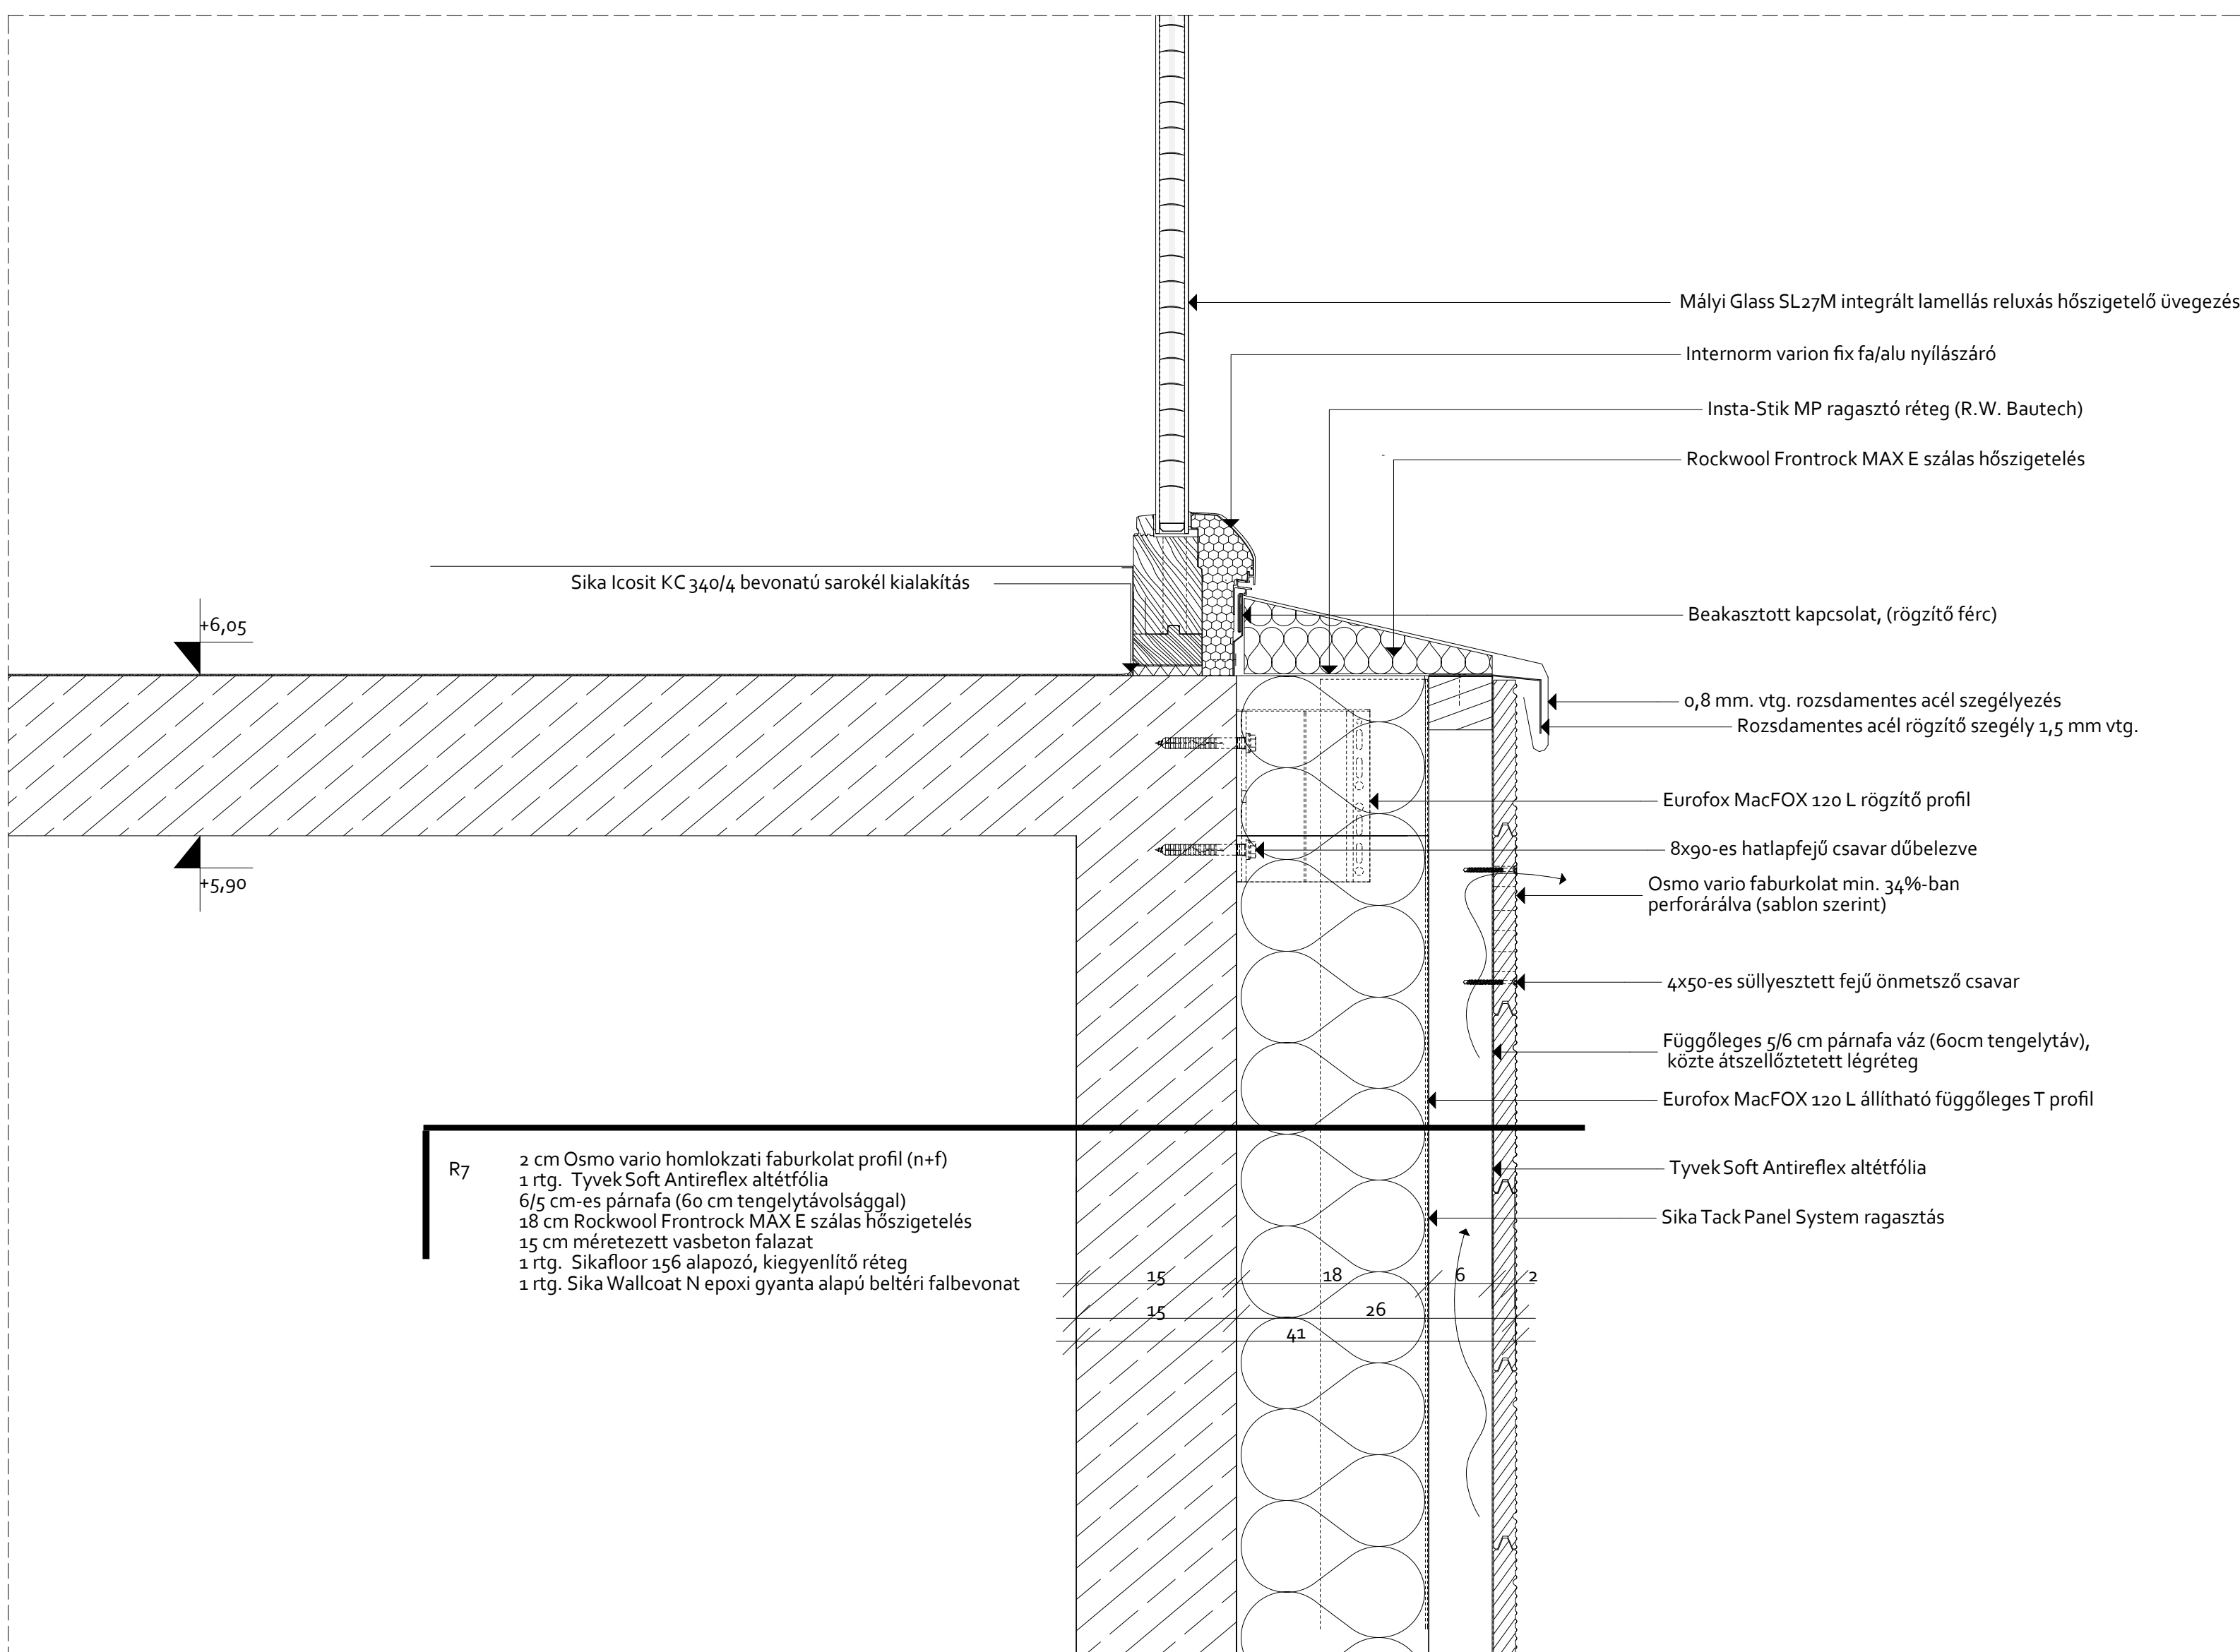 Mályi Glass SL27M integrált lamellás reluxás hőszigetelő üvegezés
Internorm varion fix fa/alu nyílászáró
Insta-Stik MP ragasztó réteg (R.W. Bautech)
Rockwool Frontrock MAX E szálas hőszigetelés
Sika Icosit KC 340/4 bevonatú sarokél kialakítás
Beakasztott kapcsolat, (rögzítő férc)
+6,05
0,8 mm. vtg. rozsdamentes acél szegélyezés
Rozsdamentes acél rögzítő szegély 1,5 mm vtg.
Eurofox MacFOX 120 L rögzítő profil
8x90-es hatlapfejű csavar dűbelezve
+5,90
Osmo vario faburkolat min. 34%-ban
perforárálva (sablon szerint)
4x50-es süllyesztett fejű önmetsző csavar
Függőleges 5/6 cm párnafa váz (60cm tengelytáv),
közte átszellőztetett légréteg
Eurofox MacFOX 120 L állítható függőleges T profil
Tyvek Soft Antireflex altétfólia
Sika Tack Panel System ragasztás
R7
2 cm Osmo vario homlokzati faburkolat profil (n+f)
1 rtg. Tyvek Soft Antireflex altétfólia
6/5 cm-es párnafa (60 cm tengelytávolsággal)
18 cm Rockwool Frontrock MAX E szálas hőszigetelés
15 cm méretezett vasbeton falazat
1 rtg. Sikafloor 156 alapozó, kiegyenlítő réteg
1 rtg. Sika Wallcoat N epoxi gyanta alapú beltéri falbevonat
15 18 6 2
15 26
41